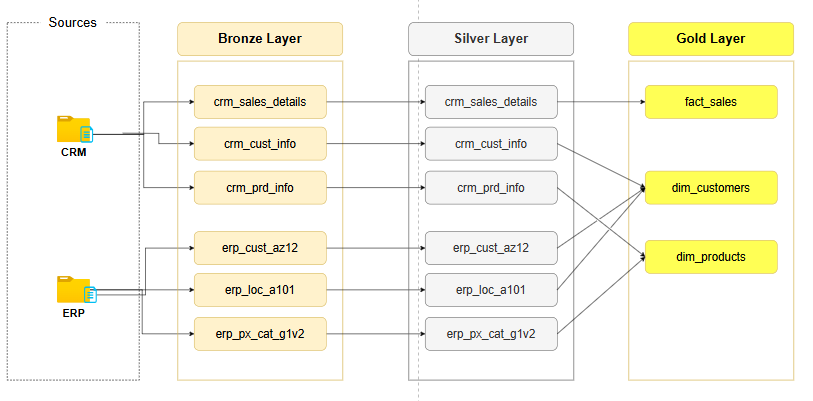 Sources
Bronze Layer
Silver Layer
Gold Layer
crm_sales_details
crm_sales_details
fact_sales
CRM
crm_cust_info
crm_cust_info
crm_prd_info
crm_prd_info
dim_customers
erp_cust_az12
erp_cust_az12
dim_products
ERP
erp_loc_a101
erp_loc_a101
erp_px_cat_g1v2
erp_px_cat_g1v2